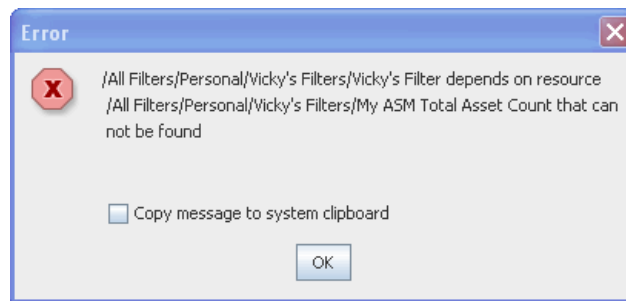 Error
/All Filters/Personal/Vicky's Filters/Vicky's Filter depends on resource
/All Filters/Personal/Vicky's Filters/My ASM Total Asset Count that can
not be found
Copy message to system clipboard
OK